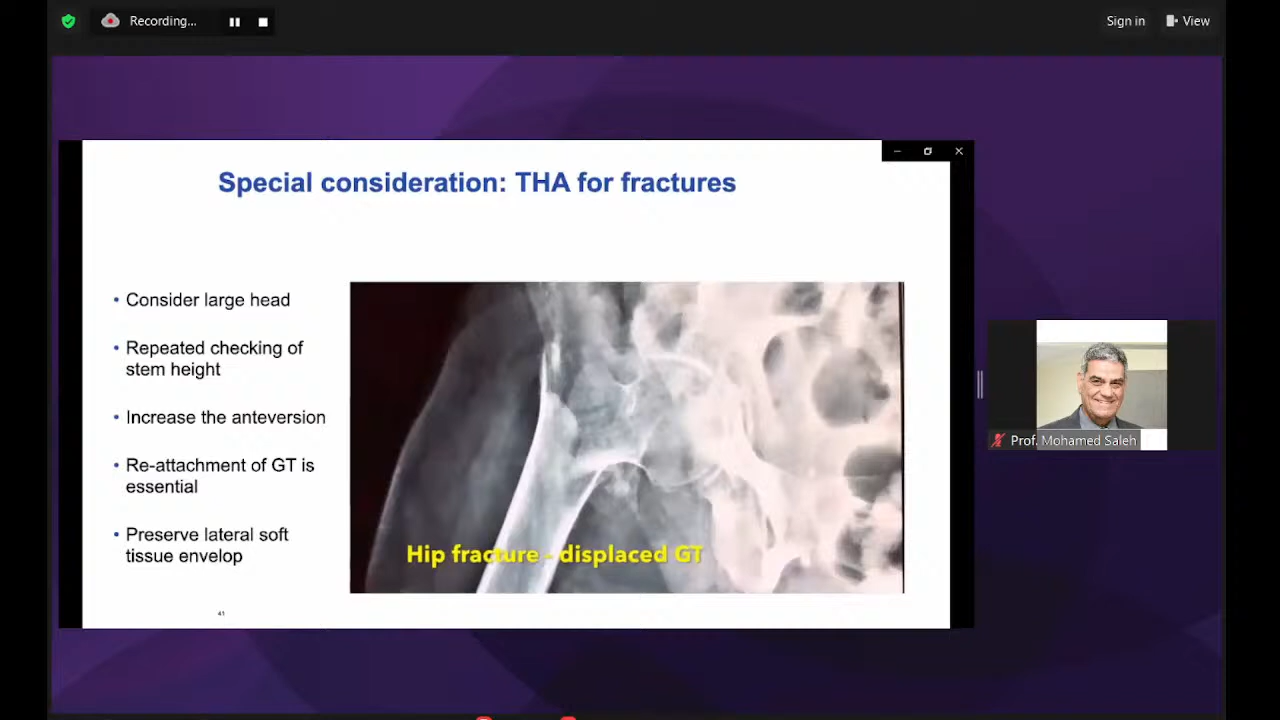 Recording...
Sign in
View
Special consideration: THA for fractures
• Consider large head
• Repeated checking of
stem height
• Increase the anteversion
• Re-attachment of GT is
essential
• Preserve lateral soft
tissue envelop
Hip fracture - displaced GT
41
Prof. Mohamed Saleh